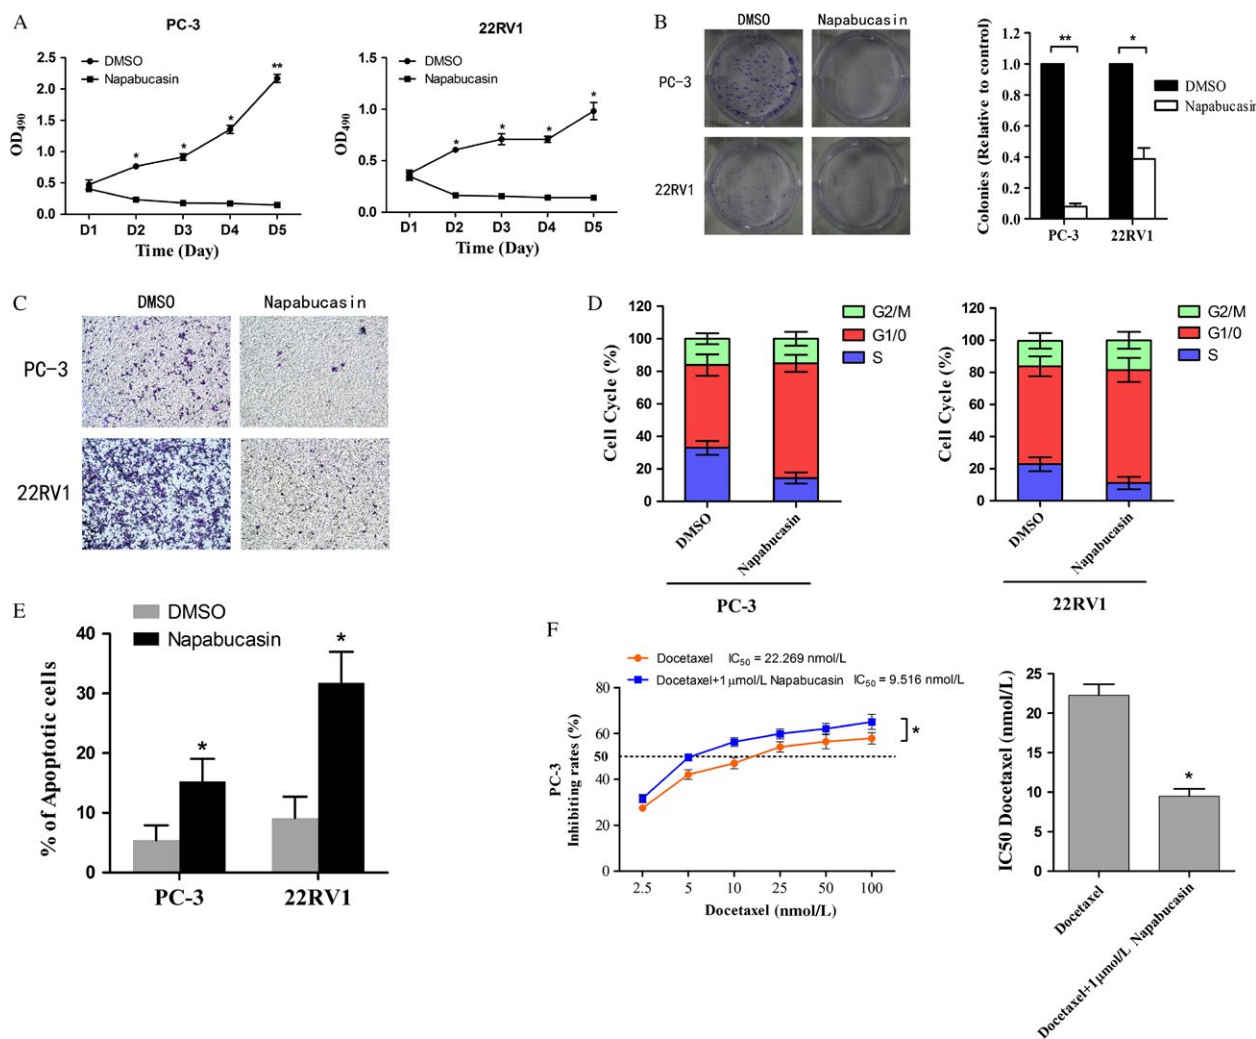 A
PC-3
DMSO
Napabucasin
OD490
2.5
2.0
1.5
1.0
0.5
0.0
*
*
*
**
D1 D2 D3 D4 D5
Time (Day)
22RV1
DMSO
Napabucasin
OD490
1.5
1.0
0.5
0.0
*
*
*
*
D1 D2 D3 D4 D5
Time (Day)
B
DMSO Napabucasin
PC-3
22RV1
Colonies (Relative to control)
1.2
1.0
0.8
0.6
0.4
0.2
0.0
** *
DMSO
Napabucasin
PC-3 22RV1
C
DMSO Napabucasin
PC-3
22RV1
D
Cell Cycle (%)
120
100
80
60
40
20
0
G2/M
G1/0
S
DMSO
Napabucasin
PC-3
Cell Cycle (%)
120
100
80
60
40
20
0
G2/M
G1/0
S
DMSO
Napabucasin
22RV1
E
DMSO
Napabucasin
% of Apoptotic cells
40
30
20
10
0
* *
PC-3 22RV1
F
Docetaxel IC50 = 22.269 nmol/L
Docetaxel+1 μmol/L Napabucasin IC50 = 9.516 nmol/L
PC-3
Inhibiting rates (%)
80
60
50
40
20
0
*
2.5 5 10 25 50 100
Docetaxel (nmol/L)
IC50 Docetaxel (nmol/L)
25
20
15
10
5
0
*
Docetaxel
Docetaxel+1μmol/L Napabucasin